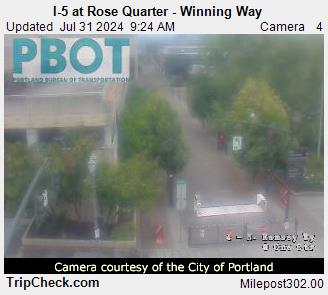 I-5 at Rose Quarter - Winning Way
Updated Jul 31 2024 9:24 AM Camera 4
PBOT
PORTLAND BUREAU OF TRANSPORTATION
Camera courtesy of the City of Portland
TripCheck.com Milepost302.00